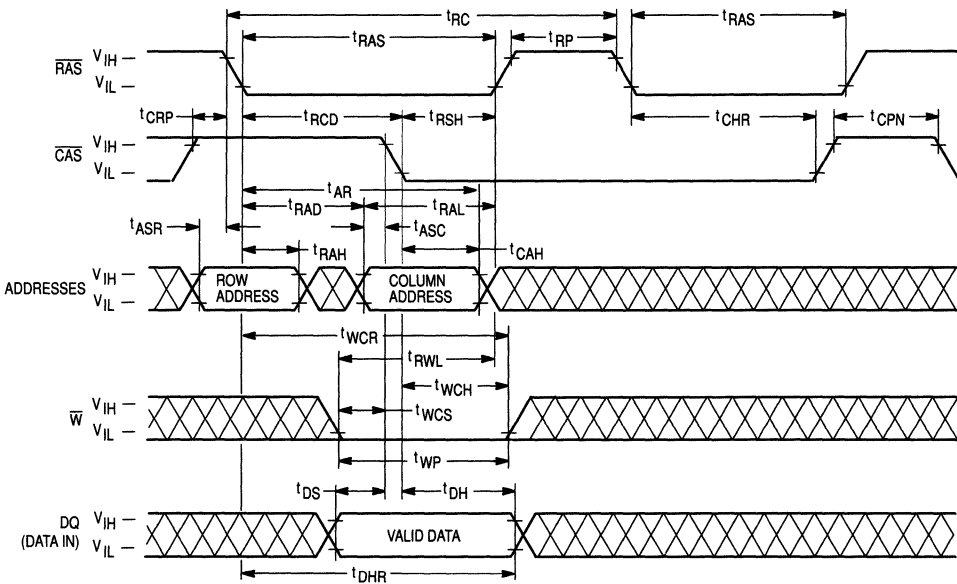 tRC
tRAS
tRAS
tRP
RAS
VIH
VIL
tCRP
tRCD
tRSH
tCHR
tCPN
CAS
VIH
VIL
tAR
tRAD
tRAL
tASR
tASC
tRAH
tCAH
ADDRESSES
VIH
VIL
ROW
ADDRESS
COLUMN
ADDRESS
tWCR
tRWL
tWCH
W
VIH
VIL
tWCS
tWP
tDS
tDH
DQ
(DATA IN)
VIH
VIL
VALID DATA
tDHR